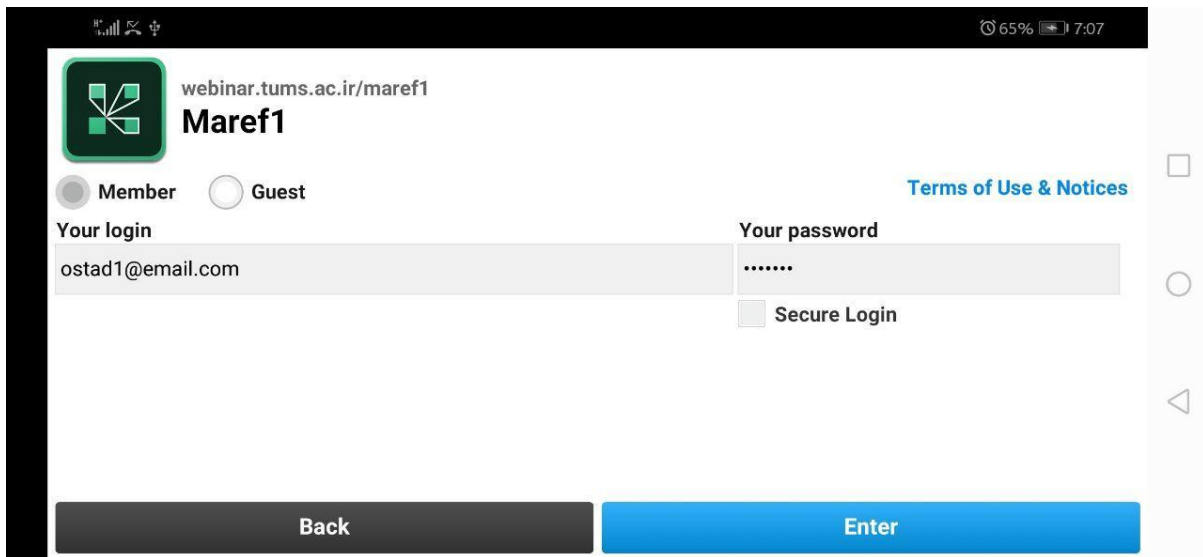 H+ 65% 7:07
webinar.tums.ac.ir/maref1
Maref1
Member Guest Terms of Use & Notices
Your login Your password
ostad1@email.com •••••••
Secure Login
Back Enter